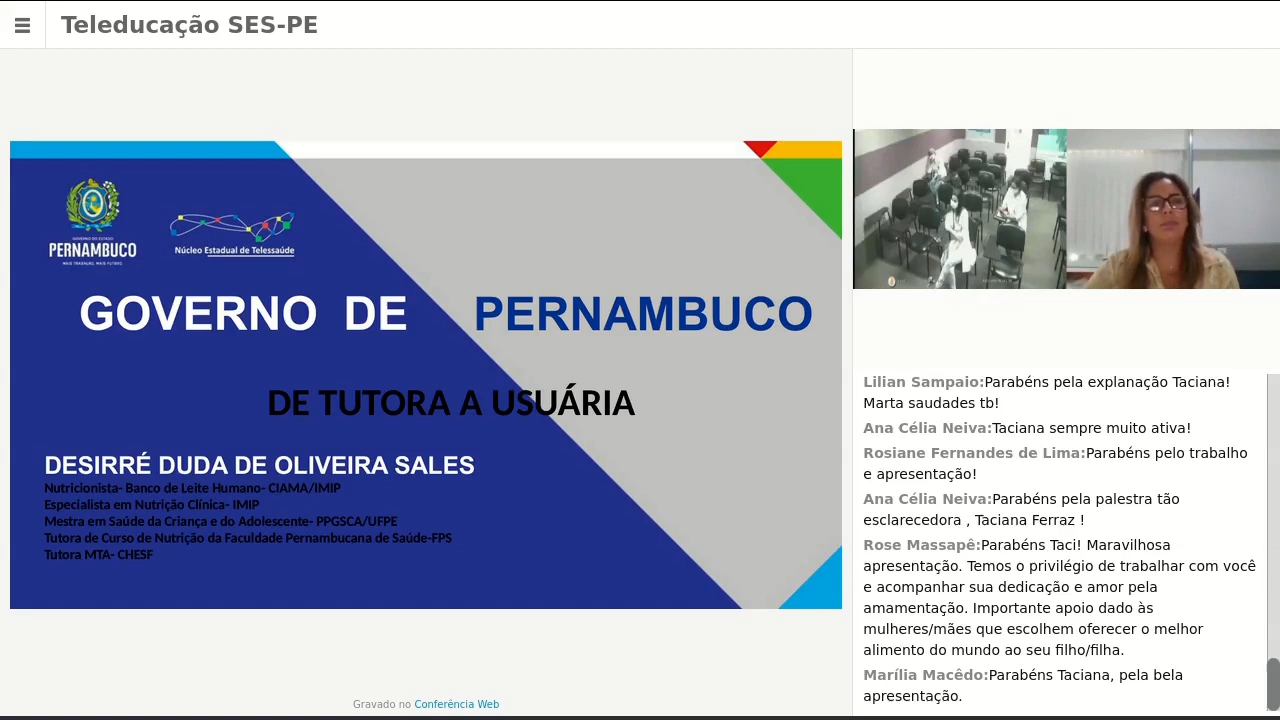 Teleducação SES-PE
GOVERNO DO ESTADO
PERNAMBUCO
MAIS TRABALHO, MAIS FUTURO
Núcleo Estadual de Telessaúde
GOVERNO DE PERNAMBUCO
DE TUTORA A USUÁRIA
DESIRRÉ DUDA DE OLIVEIRA SALES
Nutricionista- Banco de Leite Humano- CIAMA/IMIP
Especialista em Nutrição Clínica- IMIP
Mestra em Saúde da Criança e do Adolescente- PPGSCA/UFPE
Tutora de Curso de Nutrição da Faculdade Pernambucana de Saúde-FPS
Tutora MTA- CHESF
Gravado no Conferência Web
Lilian Sampaio:Parabéns pela explanação Taciana!
Marta saudades tb!
Ana Célia Neiva:Taciana sempre muito ativa!
Rosiane Fernandes de Lima:Parabéns pelo trabalho
e apresentação!
Ana Célia Neiva:Parabéns pela palestra tão
esclarecedora , Taciana Ferraz !
Rose Massapê:Parabéns Taci! Maravilhosa
apresentação. Temos o privilégio de trabalhar com você
e acompanhar sua dedicação e amor pela
amamentação. Importante apoio dado às
mulheres/mães que escolhem oferecer o melhor
alimento do mundo ao seu filho/filha.
Marília Macêdo:Parabéns Taciana, pela bela
apresentação.